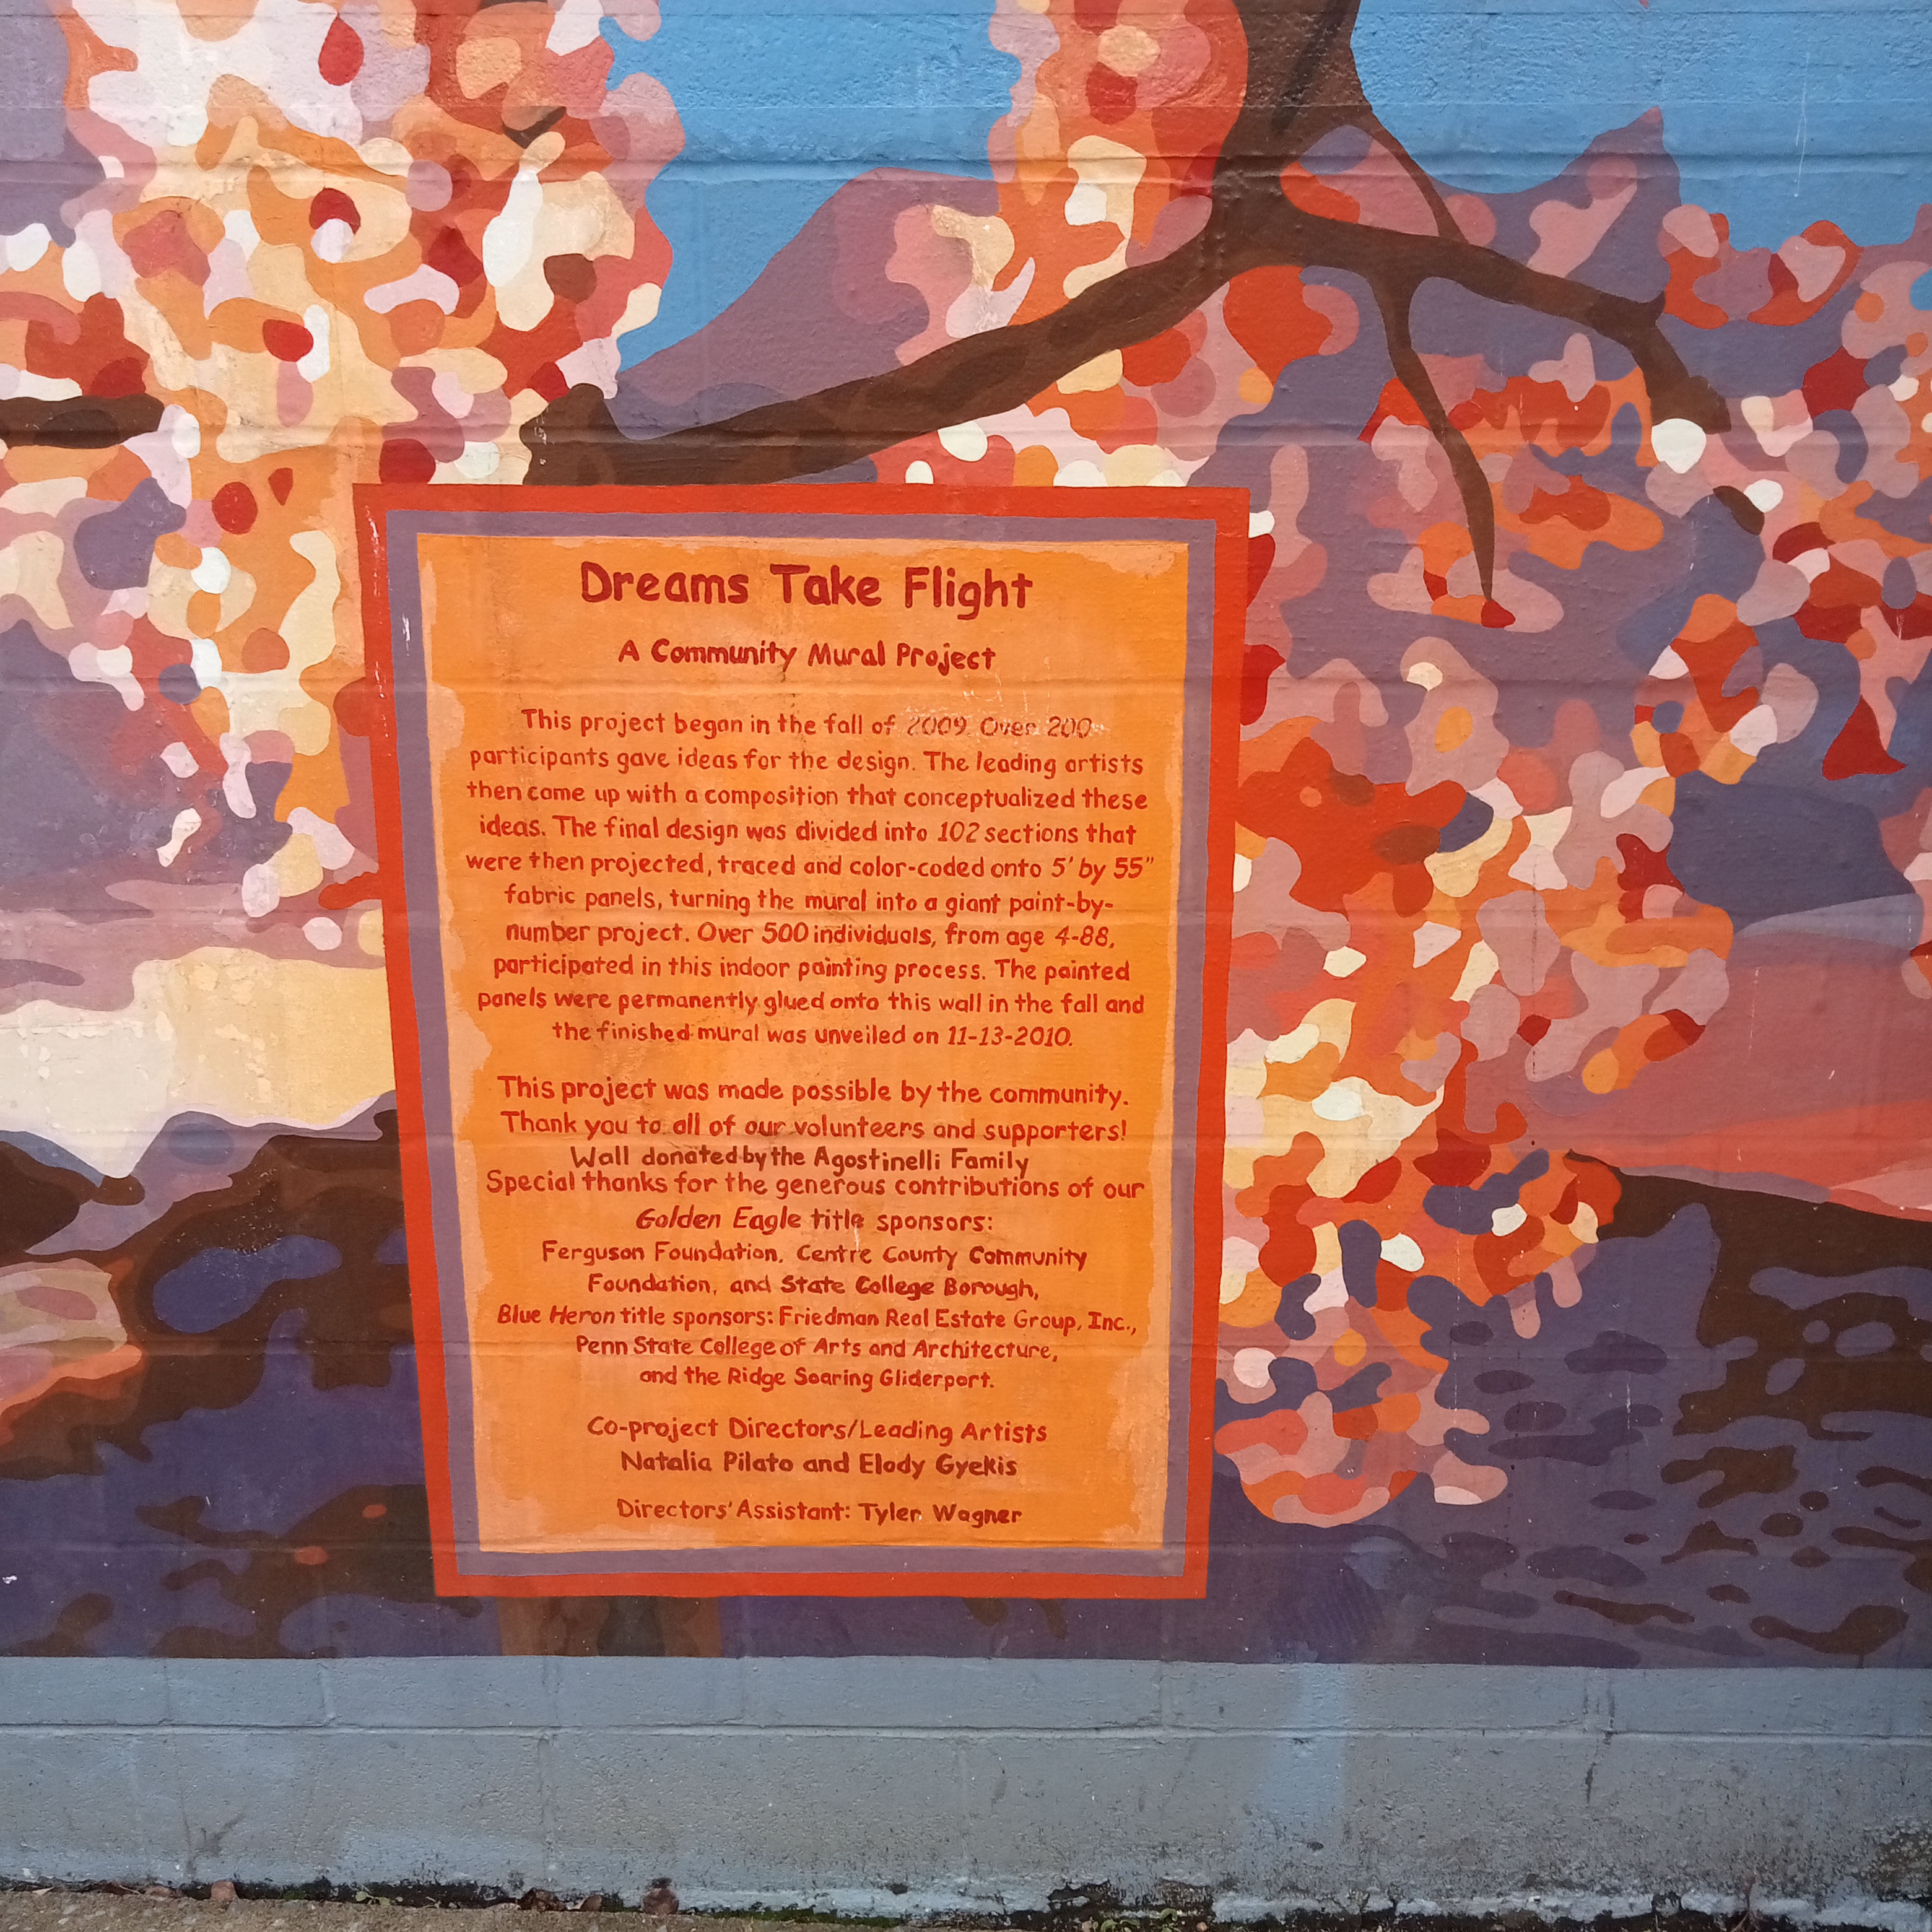 Dreams Take Flight
A Community Mural Project
This project began in the fall of 2009. Over 200
participants gave ideas for the design. The leading artists
then came up with a composition that conceptualized these
ideas. The final design was divided into 102 sections that
were then projected, traced and color-coded onto 5' by 55"
fabric panels, turning the mural into a giant paint-by-
number project. Over 500 individuals, from age 4-88,
participated in this indoor painting process. The painted
panels were permanently glued onto this wall in the fall and
the finished mural was unveiled on 11-13-2010.
This project was made possible by the community.
Thank you to all of our volunteers and supporters!
Wall donated by the Agostinelli Family
Special thanks for the generous contributions of our
Golden Eagle title sponsors:
Ferguson Foundation, Centre County Community
Foundation, and State College Borough,
Blue Heron title sponsors: Friedman Real Estate Group, Inc.,
Penn State College of Arts and Architecture,
and the Ridge Soaring Gliderport.
Co-project Directors/Leading Artists
Natalia Pilato and Elody Gyekis
Directors' Assistant: Tyler Wagner